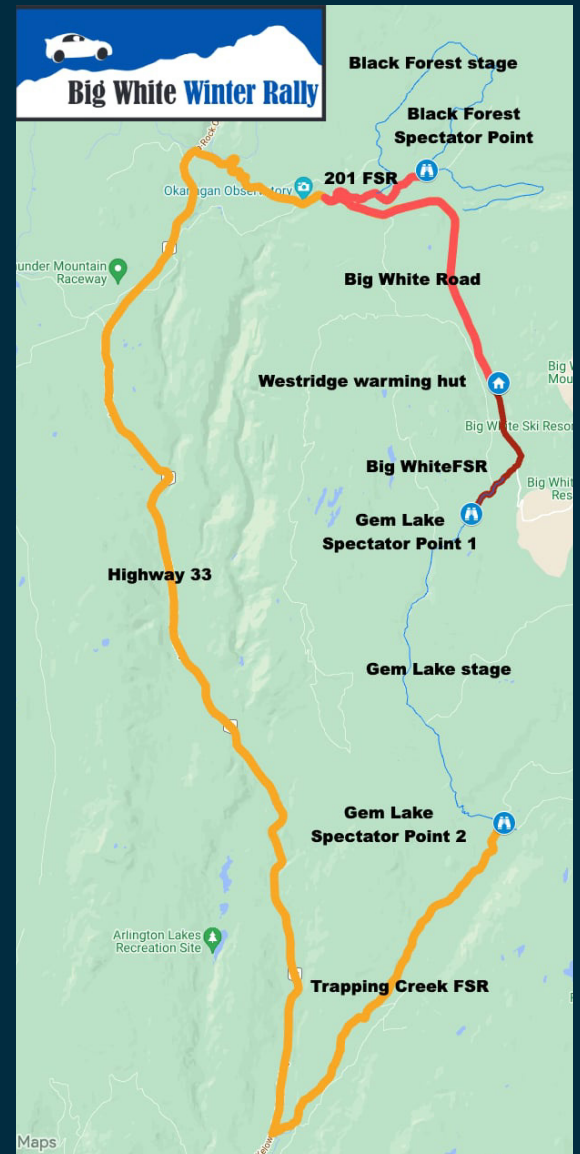 Big White Winter Rally
Black Forest stage
Black Forest
Spectator Point
201 FSR
Okanagan Observatory
under Mountain
Raceway
Big White Road
Westridge warming hut
Big White Ski Resor
Big WhiteFSR
Gem Lake
Spectator Point 1
Highway 33
Gem Lake stage
Gem Lake
Spectator Point 2
Arlington Lakes
Recreation Site
Trapping Creek FSR
Maps